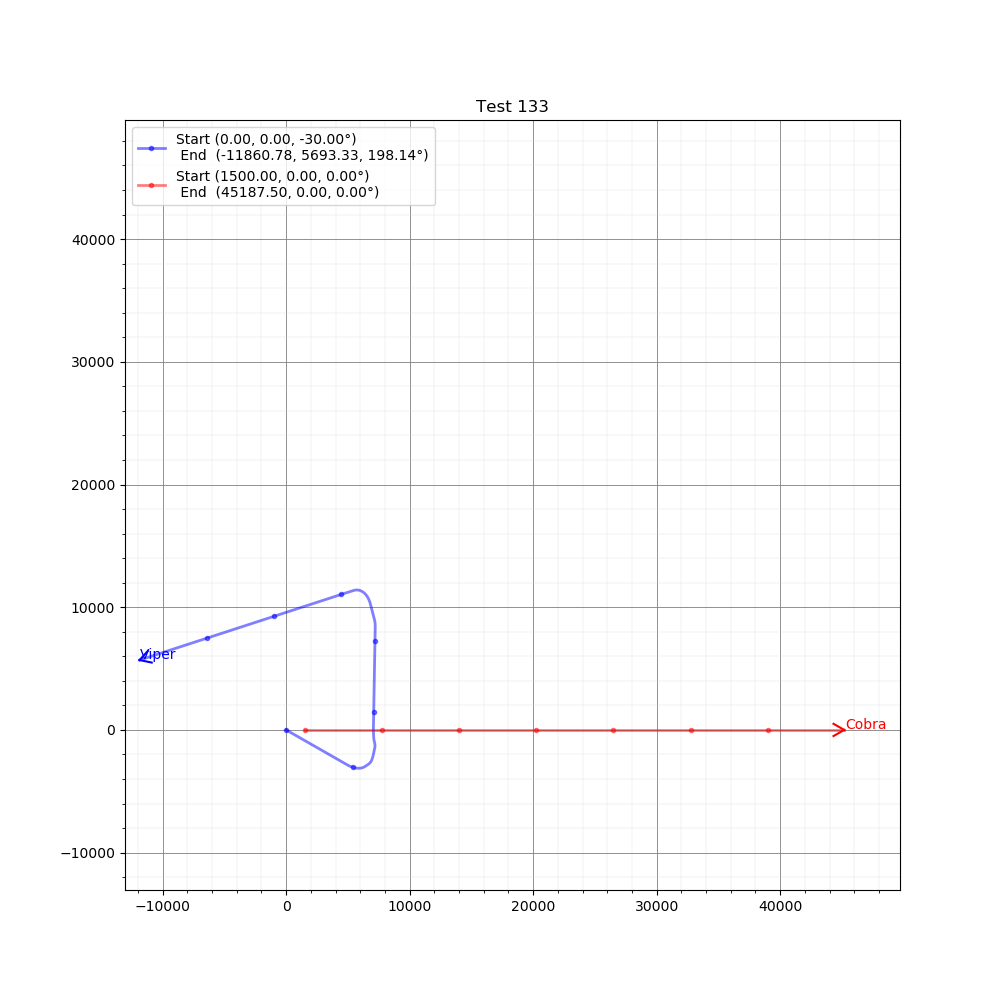 Test 133
Start (0.00, 0.00, -30.00°)
End (-11860.78, 5693.33, 198.14°)
Start (1500.00, 0.00, 0.00°)
End (45187.50, 0.00, 0.00°)
40000
30000
20000
10000
0
−10000
Viper
Cobra
−10000 0 10000 20000 30000 40000